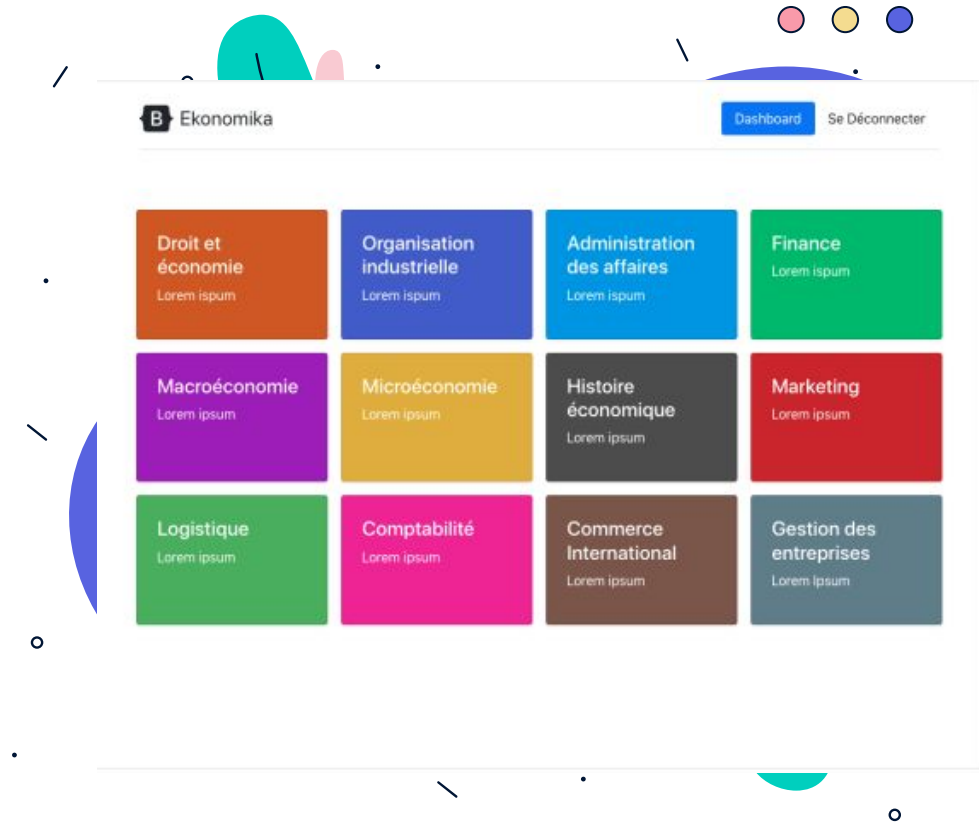 B Ekonomika
Dashboard
Se Déconnecter
Droit et
économie
Lorem ispum
Organisation
industrielle
Lorem ispum
Administration
des affaires
Lorem ispum
Finance
Lorem ispum
Macroéconomie
Lorem ipsum
Microéconomie
Lorem ipsum
Histoire
économique
Lorem ipsum
Marketing
Lorem ipsum
Logistique
Lorem ipsum
Comptabilité
Lorem ipsum
Commerce
International
Lorem ipsum
Gestion des
entreprises
Lorem Ipsum